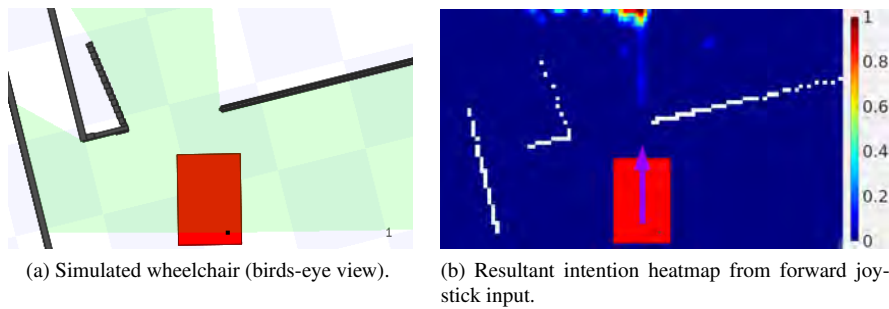 1
1
0.8
0.6
0.4
0.2
0
(a) Simulated wheelchair (birds-eye view).
(b) Resultant intention heatmap from forward joy-
stick input.